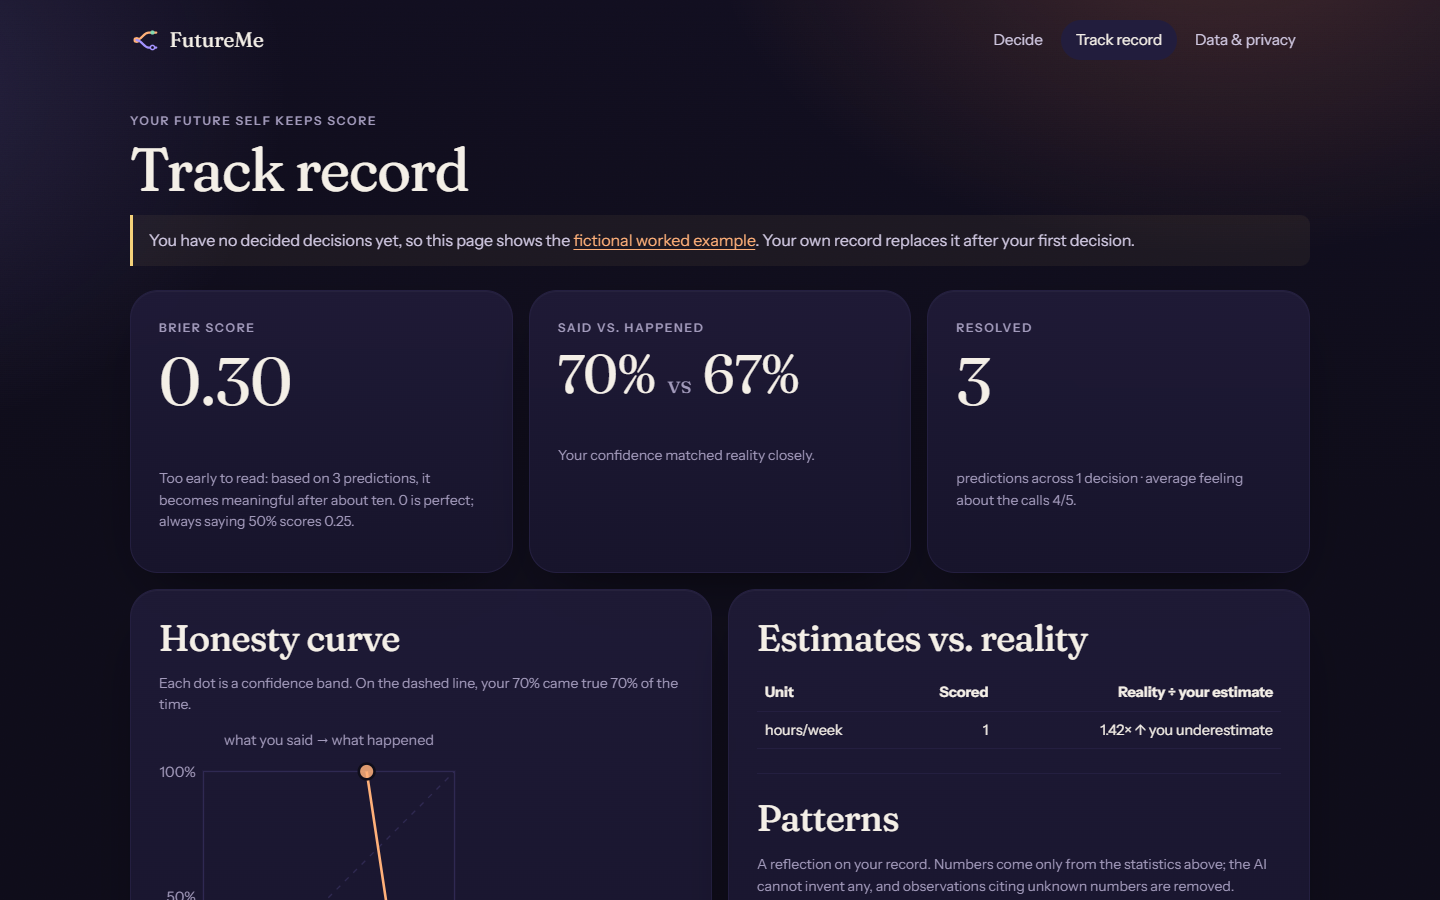 FutureMe
Decide
Track record
Data & privacy
YOUR FUTURE SELF KEEPS SCORE
Track record
You have no decided decisions yet, so this page shows the fictional worked example. Your own record replaces it after your first decision.
BRIER SCORE
0.30
Too early to read: based on 3 predictions, it
becomes meaningful after about ten. 0 is perfect;
always saying 50% scores 0.25.
SAID VS. HAPPENED
70% vs 67%
Your confidence matched reality closely.
RESOLVED
3
predictions across 1 decision · average feeling
about the calls 4/5.
Honesty curve
Each dot is a confidence band. On the dashed line, your 70% came true 70% of the
time.
what you said → what happened
100%
50%
Estimates vs. reality
Unit Scored Reality ÷ your estimate
hours/week 1 1.42× ↑ you underestimate
Patterns
A reflection on your record. Numbers come only from the statistics above; the AI
cannot invent any, and observations citing unknown numbers are removed.